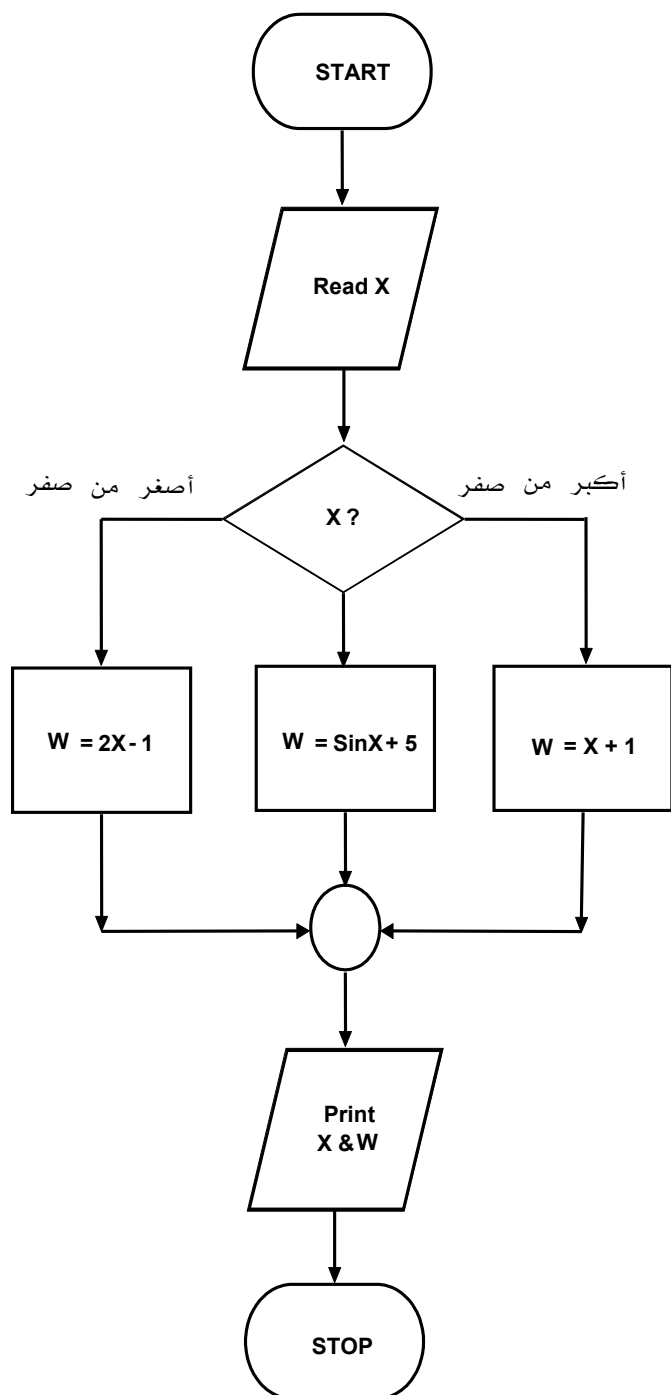 START
Read X
أصغر من صفر
X ?
أكبر من صفر
W = 2X - 1
W = SinX + 5
W = X + 1
Print
X & W
STOP